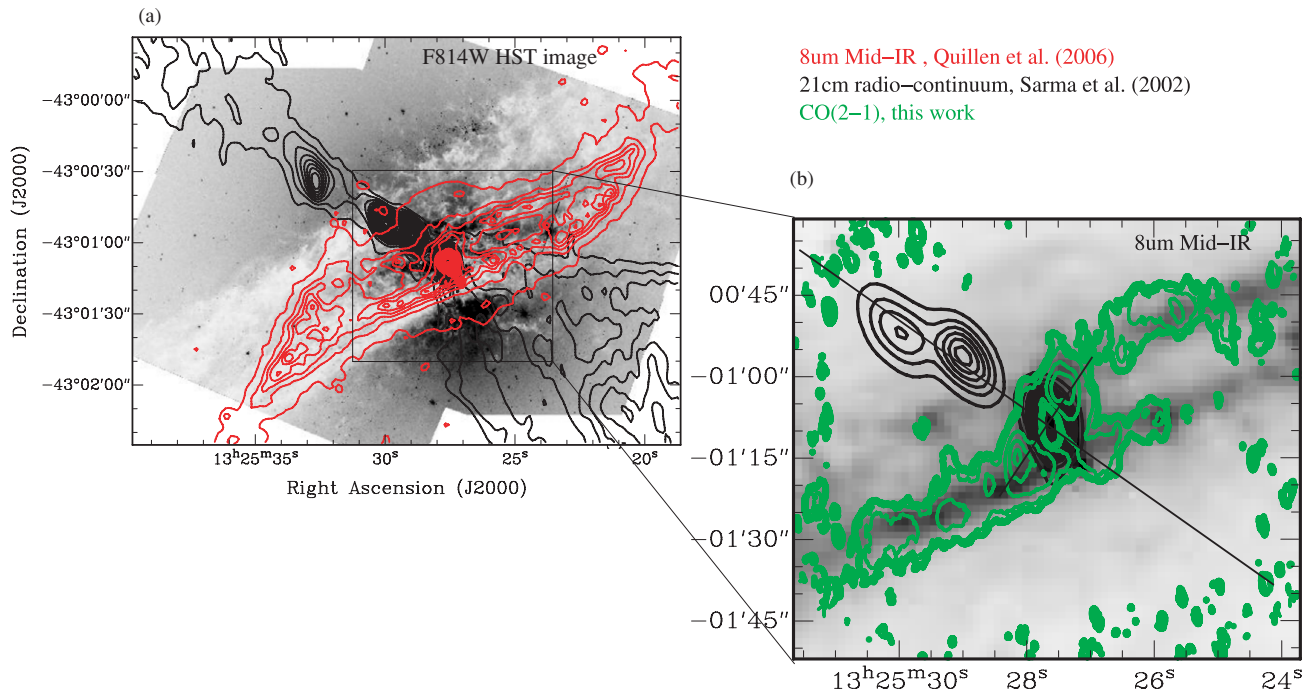 (a)
F814W HST image
8um Mid−IR , Quillen et al. (2006)
21cm radio−continuum, Sarma et al. (2002)
CO(2−1), this work
−43°00′00″
−43°00′30″
−43°01′00″
−43°01′30″
−43°02′00″
Declination (J2000)
13ʰ25ᵐ35ˢ
30ˢ
25ˢ
20ˢ
Right Ascension (J2000)
(b)
8um Mid−IR
00′45″
−01′00″
−01′15″
−01′30″
−01′45″
13ʰ25ᵐ30ˢ
28ˢ
26ˢ
24ˢ